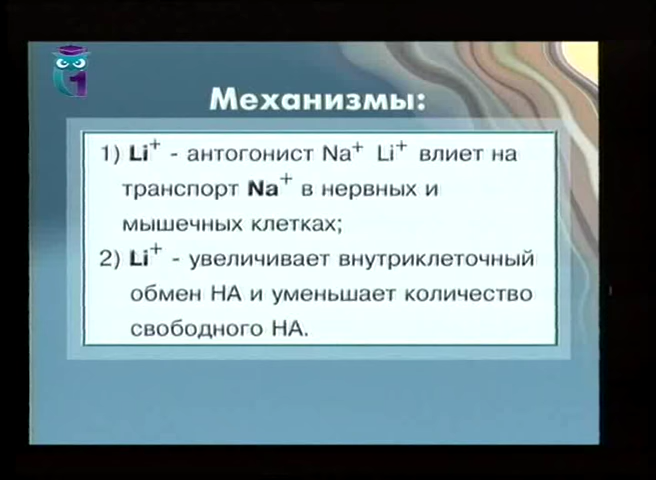 Механизмы:
1) Li⁺ - антогонист Na⁺ Li⁺ влиет на
транспорт Na⁺ в нервных и
мышечных клетках;
2) Li⁺ - увеличивает внутриклеточный
обмен НА и уменьшает количество
свободного НА.
1